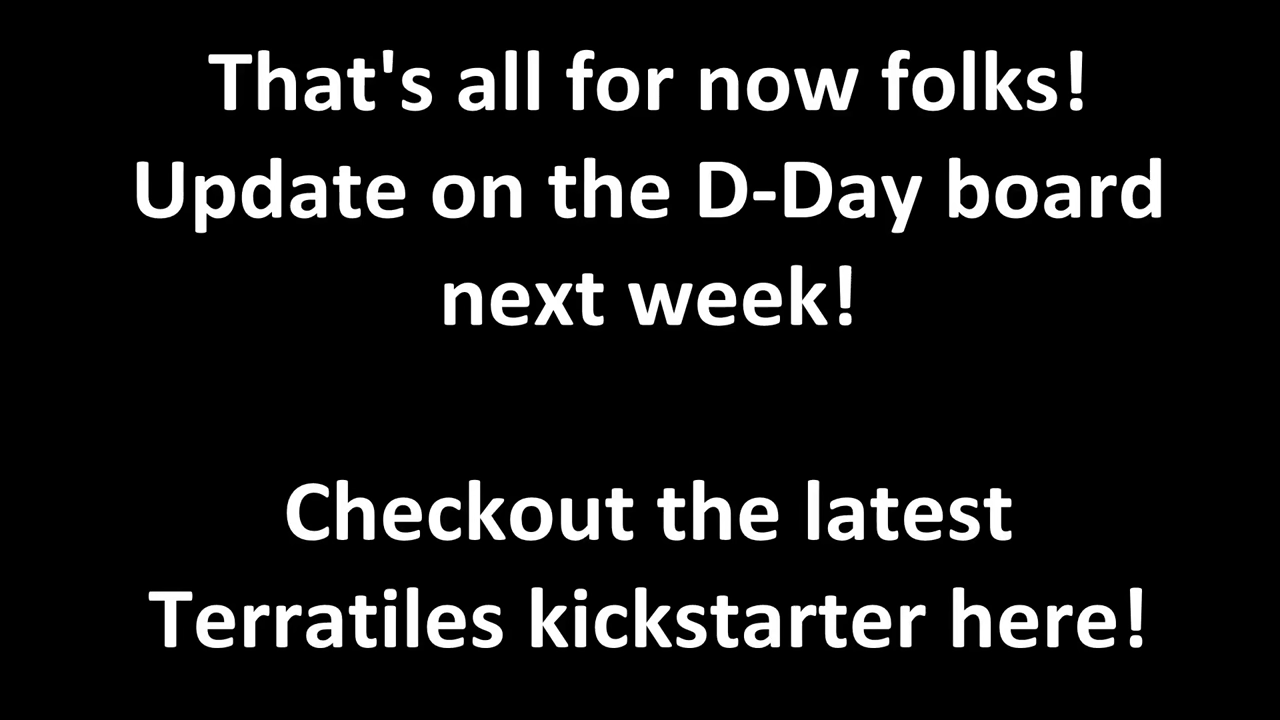 That's all for now folks!
Update on the D-Day board
next week!
Checkout the latest
Terratiles kickstarter here!